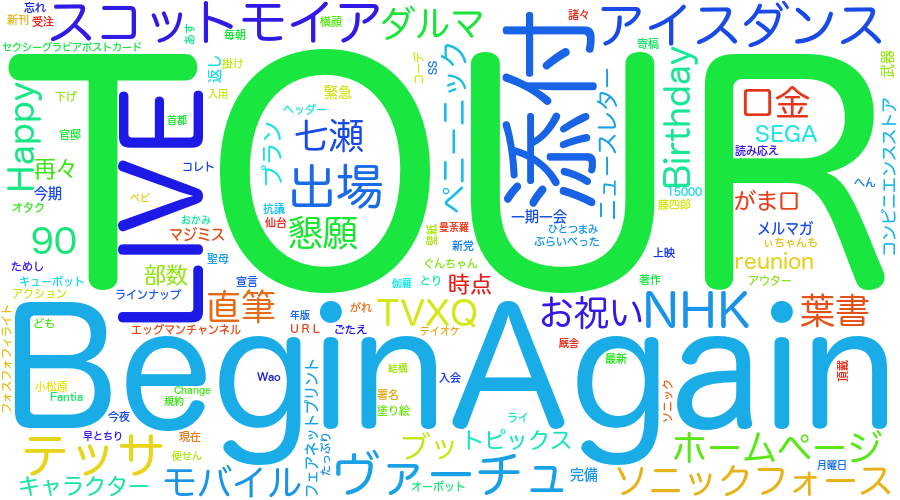 忘れ
新刊
受注
スコットモイア
横顔
ダルマ
諸々
アイスダンス
あす
毎朝
寄稿
セクシーグラビアポストカード
TOUR
返し
掛け
コーデ
SS
ペーニーニック
添付
ニュースレター
Birthday
武器
Happy
下げ
LIVE
入用
緊急
ヘッダー
口金
SEGA
官邸
首都
プラン
七瀬
読み応え
コンビニエンスストア
再々
コレト
出場
15000
へん
今期
ベビ
藤四郎
がま口
オタク
おかみ
抗議
一期一会
メルマガ
仙台
懇願
壁紙
曼荼羅
ひとつまみ
ぶらいべった
ぃちゃんも
90
マジミス
新党
上映
reunion
ためし
聖母
ぐんちゃん
部数
キューポット
宣言
伽羅
とり
時点
著作
アウター
アクション
ラインナップ
直筆
がれ
TVXQ
お祝い
NHK
葉書
年版
エッグマンチャンネル
URL
ごたえ
テイオケ
フォスフォフィライト
ども
BeginAgain
厩舎
最新
頂戴
結構
小松原
Wao
入会
Change
Fantia
規約
署名
塗り絵
ソニック
フェアネットプリント
今夜
ライ
早とちり
現在
たっぷり
テッサ
ブッ
トピックス
ホームページ
便せん
月曜日
キャラクター
モバイル
ヴァーチュ
完備
ソニックフォース
オーボット